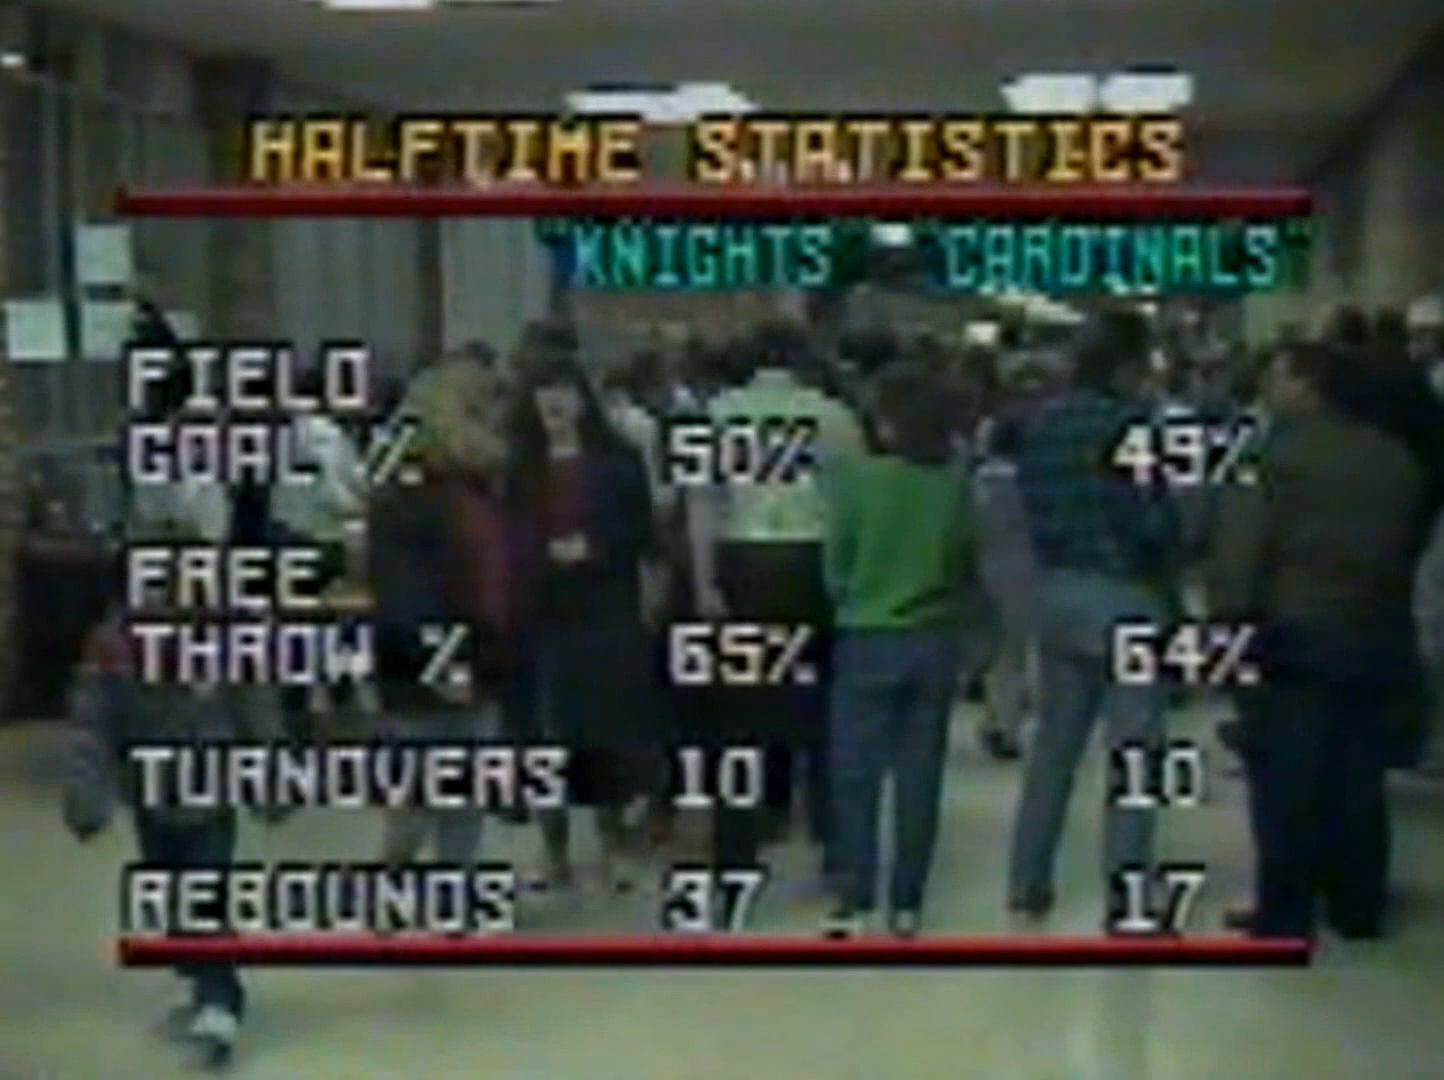 HALFTIME STATISTICS
"KNIGHTS" "CARDINALS"
FIELD
GOAL % 50% 49%
FREE
THROW % 65% 64%
TURNOVERS 10 10
REBOUNDS 37 17